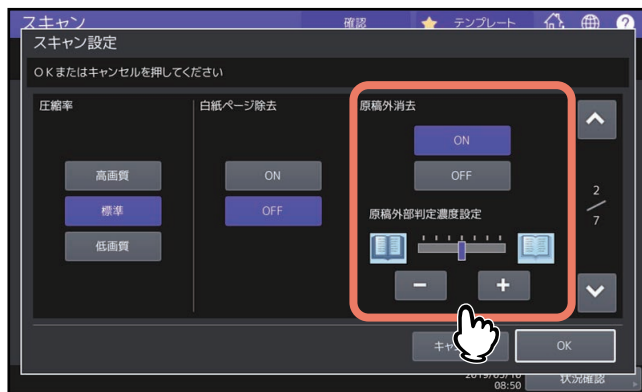 スキャン 確認 テンプレート ?
スキャン設定
OKまたはキャンセルを押してください
圧縮率 白紙ページ除去 原稿外消去
高画質
標準
低画質
ON
OFF
ON
OFF
原稿外部判定濃度設定
− +
2
/
7
OK
08:50 状況確認